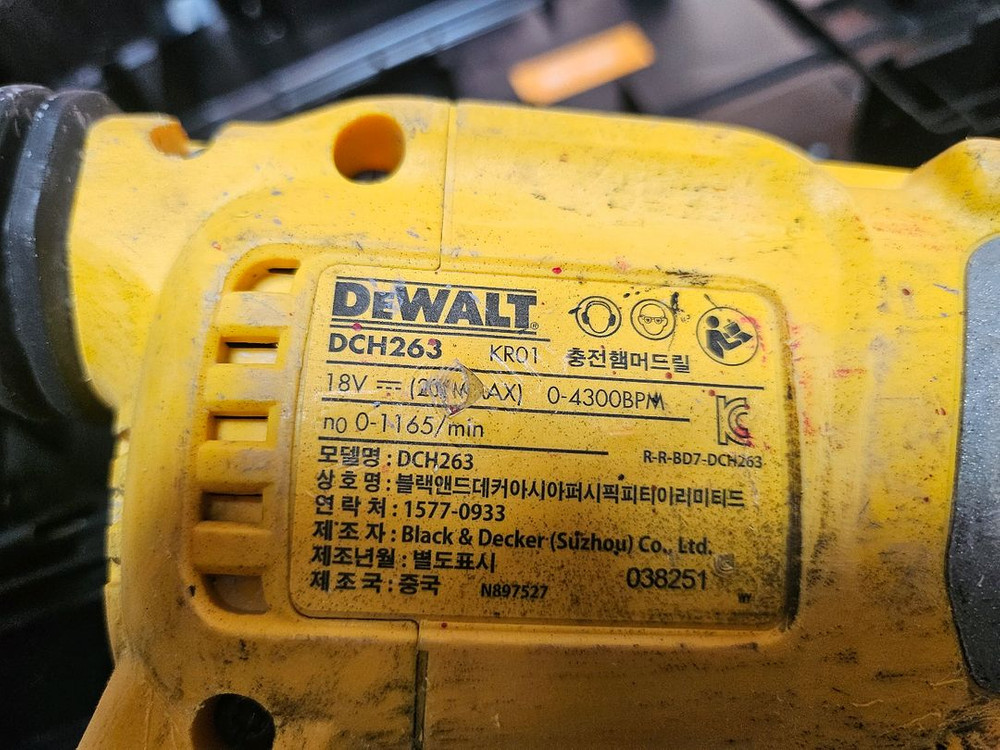 DEWALT®
DCH263 KR01 충전햄머드릴
18V (20V MAX) 0-4300BPM
n0 0-1165/min
R-R-BD7-DCH263
모델명 : DCH263
상호명 : 블랙앤드데커아시아퍼시픽피티이리미티드
연락처 : 1577-0933
제조자 : Black & Decker (Suzhou) Co., Ltd.
제조년월 : 별도표시
제조국 : 중국 N897527 038251
WY